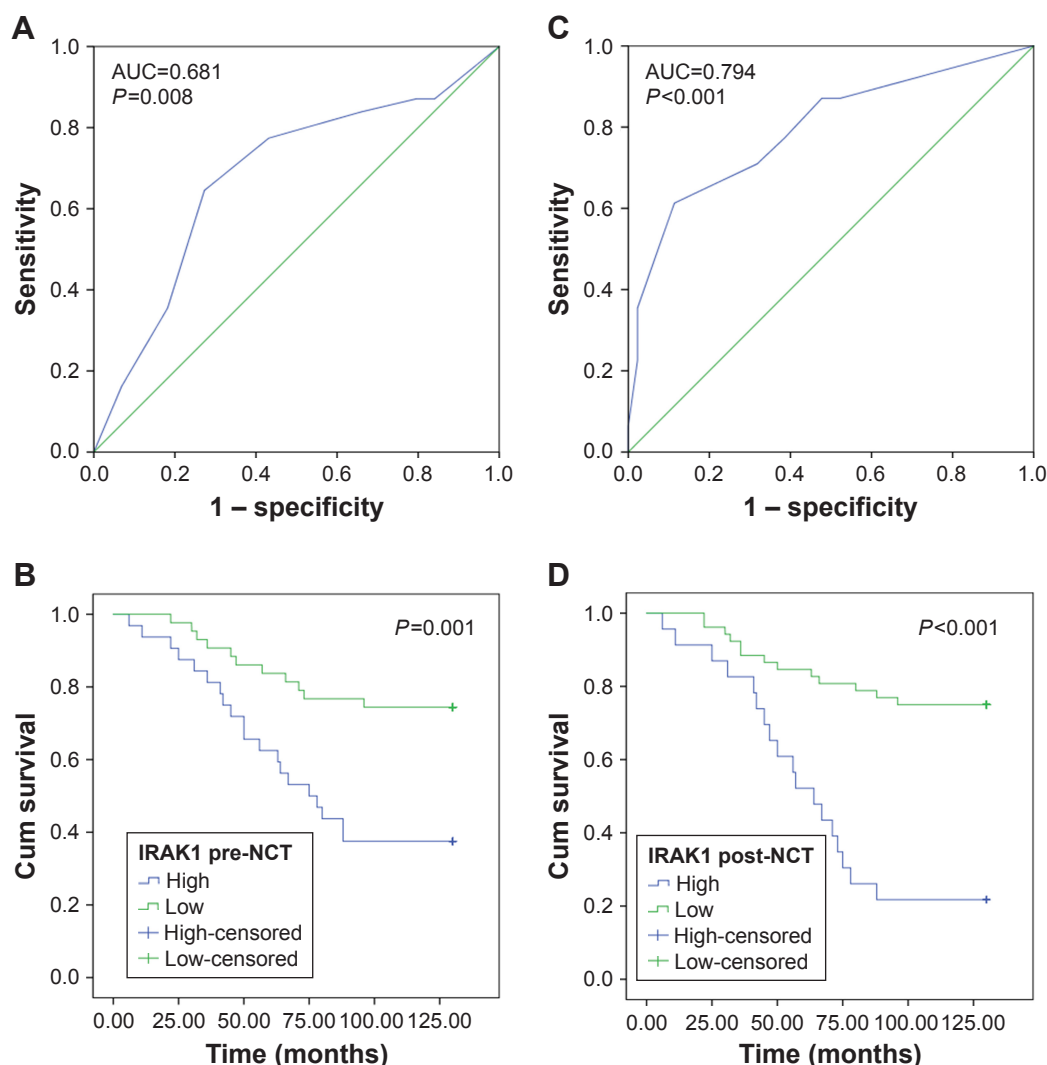 A
AUC=0.681
P=0.008
Sensitivity
1.0
0.8
0.6
0.4
0.2
0.0
0.0 0.2 0.4 0.6 0.8 1.0
1 – specificity
C
AUC=0.794
P<0.001
Sensitivity
1.0
0.8
0.6
0.4
0.2
0.0
0.0 0.2 0.4 0.6 0.8 1.0
1 – specificity
B
P=0.001
Cum survival
1.0
0.8
0.6
0.4
0.2
0.0
IRAK1 pre-NCT
High
Low
High-censored
Low-censored
0.00 25.00 50.00 75.00 100.00 125.00
Time (months)
D
P<0.001
Cum survival
1.0
0.8
0.6
0.4
0.2
0.0
IRAK1 post-NCT
High
Low
High-censored
Low-censored
0.00 25.00 50.00 75.00 100.00 125.00
Time (months)